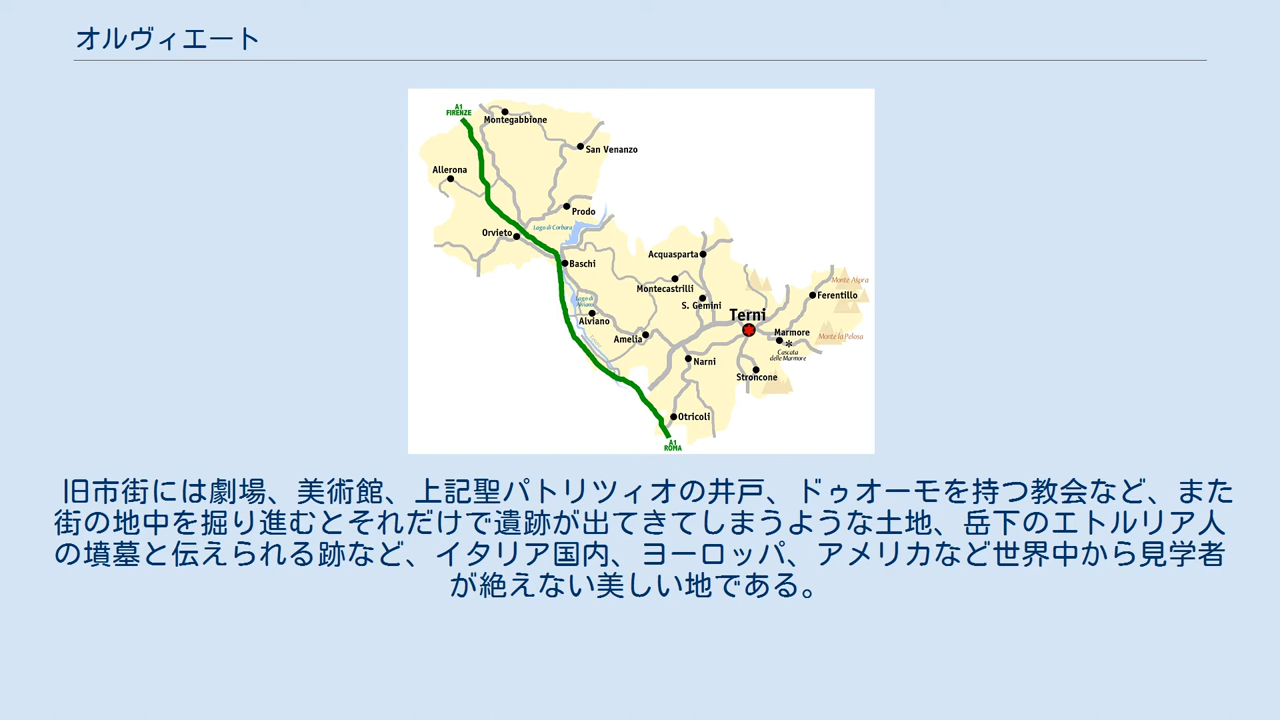 オルヴィエート
A1
FIRENZE
Montegabbione
San Venanzo
Allerona
Prodo
Orvieto
Lago di Corbara
Baschi
Acquasparta
Montecastrilli
S. Gemini
Monte Aspra
Ferentillo
Lago di
Alviano
Alviano
Terni
Amelia
Marmore
Monte la Pelosa
Cascata
delle Marmore
Narni
Stroncone
Otricoli
A1
ROMA
旧市街には劇場、美術館、上記聖パトリツィオの井戸、ドゥオーモを持つ教会など、また
街の地中を掘り進むとそれだけで遺跡が出てきてしまうような土地、岳下のエトルリア人
の墳墓と伝えられる跡など、イタリア国内、ヨーロッパ、アメリカなど世界中から見学者
が絶えない美しい地である。